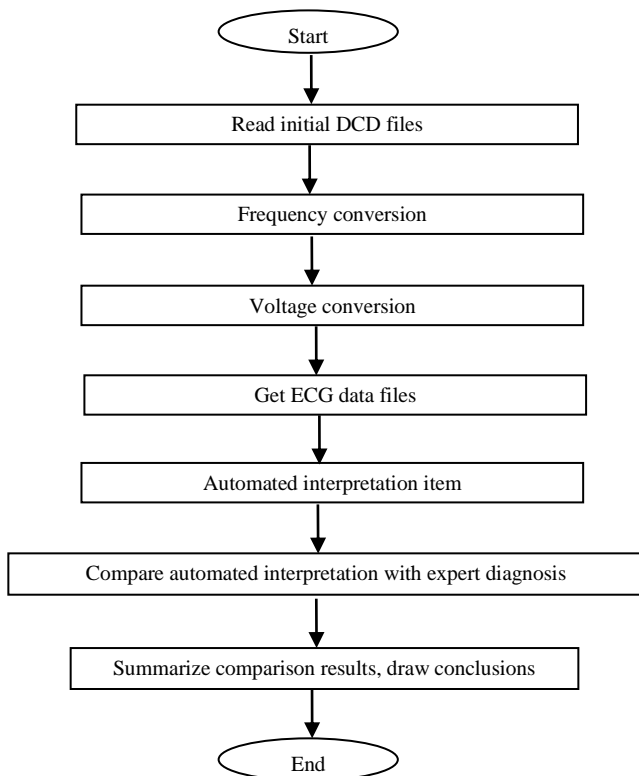 Start
Read initial DCD files
Frequency conversion
Voltage conversion
Get ECG data files
Automated interpretation item
Compare automated interpretation with expert diagnosis
Summarize comparison results, draw conclusions
End